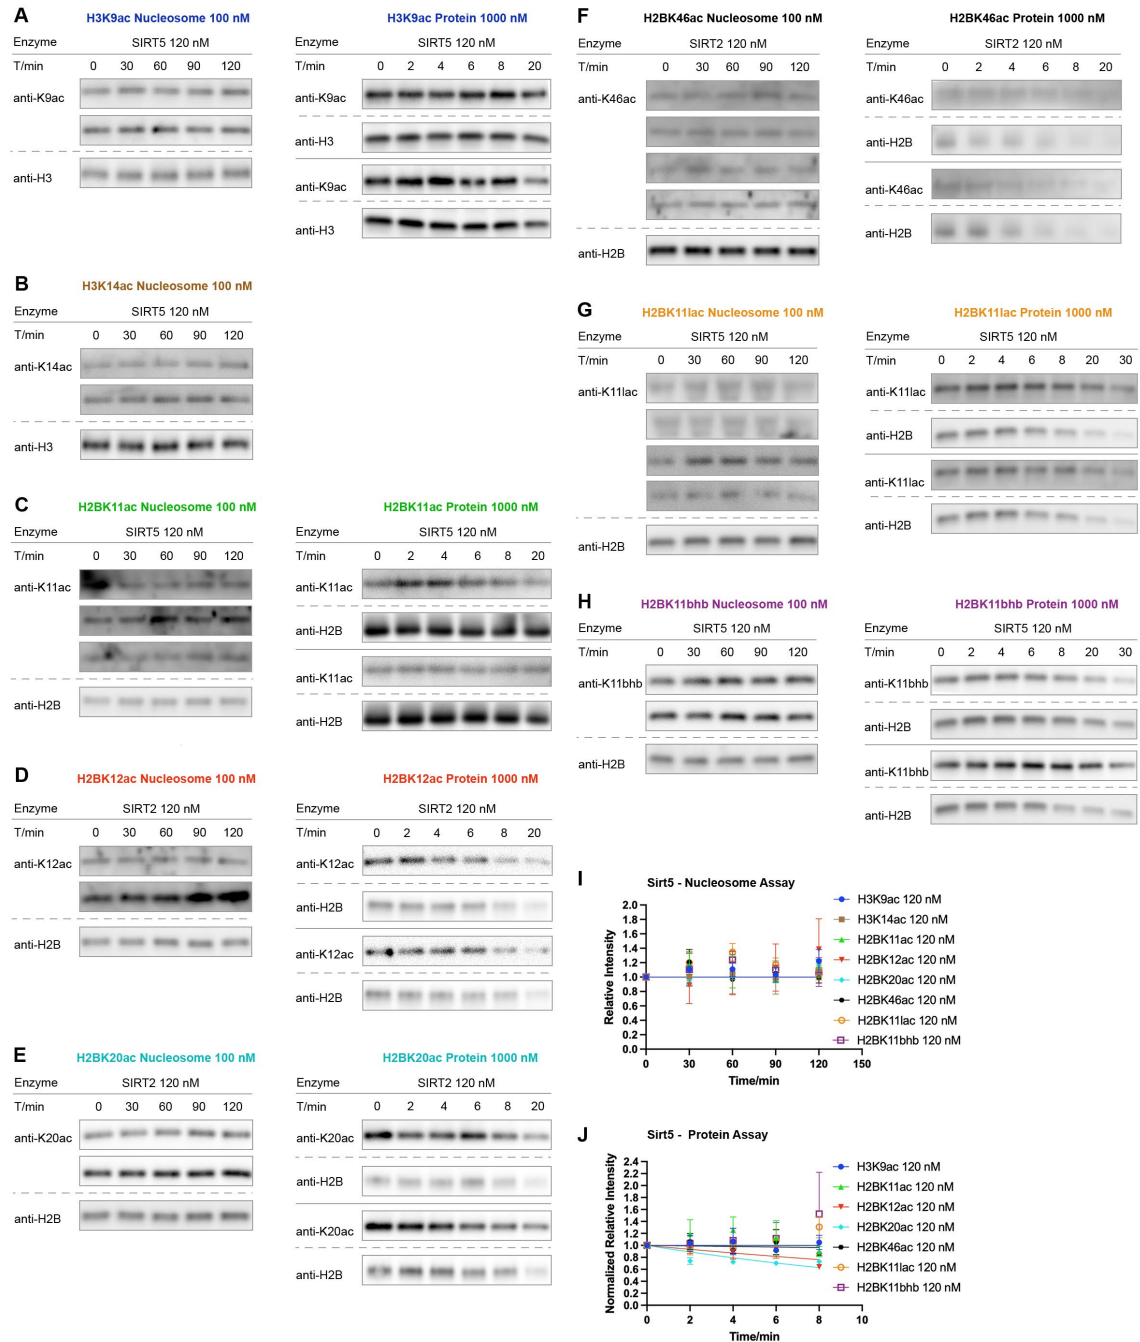 A
H3K9ac Nucleosome 100 nM
Enzyme SIRT5 120 nM
T/min 0 30 60 90 120
anti-K9ac
anti-H3
H3K9ac Protein 1000 nM
Enzyme SIRT5 120 nM
T/min 0 2 4 6 8 20
anti-K9ac
anti-H3
anti-K9ac
anti-H3
B
H3K14ac Nucleosome 100 nM
Enzyme SIRT5 120 nM
T/min 0 30 60 90 120
anti-K14ac
anti-H3
C
H2BK11ac Nucleosome 100 nM
Enzyme SIRT5 120 nM
T/min 0 30 60 90 120
anti-K11ac
anti-H2B
H2BK11ac Protein 1000 nM
Enzyme SIRT5 120 nM
T/min 0 2 4 6 8 20
anti-K11ac
anti-H2B
anti-K11ac
anti-H2B
D
H2BK12ac Nucleosome 100 nM
Enzyme SIRT2 120 nM
T/min 0 30 60 90 120
anti-K12ac
anti-H2B
H2BK12ac Protein 1000 nM
Enzyme SIRT2 120 nM
T/min 0 2 4 6 8 20
anti-K12ac
anti-H2B
anti-K12ac
anti-H2B
E
H2BK20ac Nucleosome 100 nM
Enzyme SIRT2 120 nM
T/min 0 30 60 90 120
anti-K20ac
anti-H2B
H2BK20ac Protein 1000 nM
Enzyme SIRT2 120 nM
T/min 0 2 4 6 8 20
anti-K20ac
anti-H2B
anti-K20ac
anti-H2B
F
H2BK46ac Nucleosome 100 nM
Enzyme SIRT2 120 nM
T/min 0 30 60 90 120
anti-K46ac
anti-H2B
H2BK46ac Protein 1000 nM
Enzyme SIRT2 120 nM
T/min 0 2 4 6 8 20
anti-K46ac
anti-H2B
anti-K46ac
anti-H2B
G
H2BK11lac Nucleosome 100 nM
Enzyme SIRT5 120 nM
T/min 0 30 60 90 120
anti-K11lac
anti-H2B
H2BK11lac Protein 1000 nM
Enzyme SIRT5 120 nM
T/min 0 2 4 6 8 20 30
anti-K11lac
anti-H2B
anti-K11lac
anti-H2B
H
H2BK11bhb Nucleosome 100 nM
Enzyme SIRT5 120 nM
T/min 0 30 60 90 120
anti-K11bhb
anti-H2B
H2BK11bhb Protein 1000 nM
Enzyme SIRT5 120 nM
T/min 0 2 4 6 8 20 30
anti-K11bhb
anti-H2B
anti-K11bhb
anti-H2B
I
Sirt5 - Nucleosome Assay
Relative Intensity
2.0
1.8
1.6
1.4
1.2
1.0
0.8
0.6
0.4
0.2
0.0
0 30 60 90 120 150
Time/min
H3K9ac 120 nM
H3K14ac 120 nM
H2BK11ac 120 nM
H2BK12ac 120 nM
H2BK20ac 120 nM
H2BK46ac 120 nM
H2BK11lac 120 nM
H2BK11bhb 120 nM
J
Sirt5 - Protein Assay
Normalized Relative Intensity
2.4
2.2
2.0
1.8
1.6
1.4
1.2
1.0
0.8
0.6
0.4
0.2
0.0
0 2 4 6 8 10
Time/min
H3K9ac 120 nM
H2BK11ac 120 nM
H2BK12ac 120 nM
H2BK20ac 120 nM
H2BK46ac 120 nM
H2BK11lac 120 nM
H2BK11bhb 120 nM